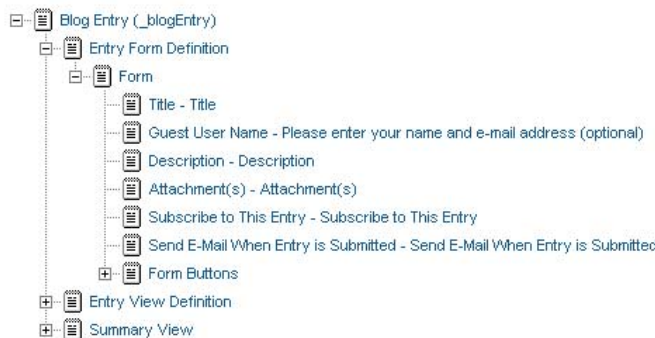 Blog Entry (_blogEntry)
Entry Form Definition
Form
Title - Title
Guest User Name - Please enter your name and e-mail address (optional)
Description - Description
Attachment(s) - Attachment(s)
Subscribe to This Entry - Subscribe to This Entry
Send E-Mail When Entry is Submitted - Send E-Mail When Entry is Submitted
Form Buttons
Entry View Definition
Summary View